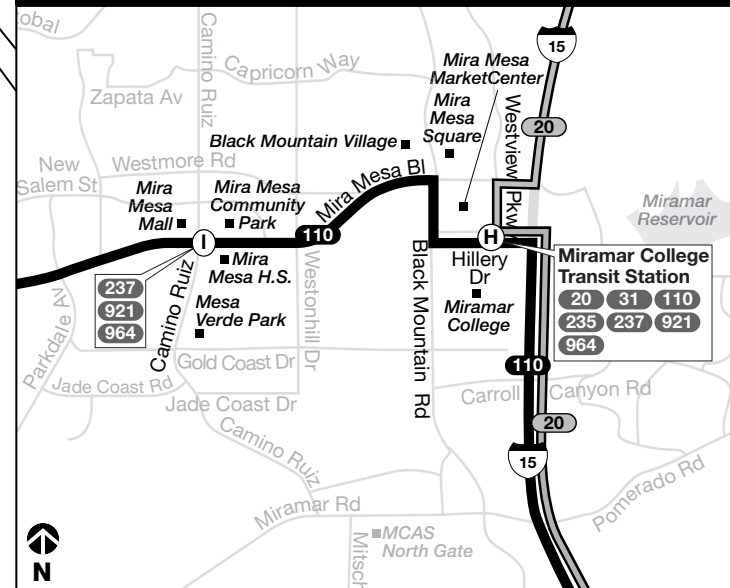 obal
Camino Ruiz
Capricorn Way
Zapata Av
Mira Mesa
MarketCenter
15
Mira
Mesa
Square
Westview Pkwy
20
Black Mountain Village
New
Salem St
Westmore Rd
Mira Mesa Bl
Mira
Mesa
Mall
Mira Mesa
Community
Park
Miramar
Reservoir
110
I
H
Mira
Mesa H.S.
Hillery
Dr
Miramar College
Transit Station
20 31 110
235 237 921
964
237
921
964
Camino Ruiz
Mesa
Verde Park
Westonhill Dr
Black Mountain Rd
Miramar
College
Parkdale Av
Gold Coast Dr
110
Jade Coast Rd
Jade Coast Dr
Carroll Canyon Rd
20
Camino Ruiz
15
Pomerado Rd
Miramar Rd
MCAS
North Gate
Mitsch
N